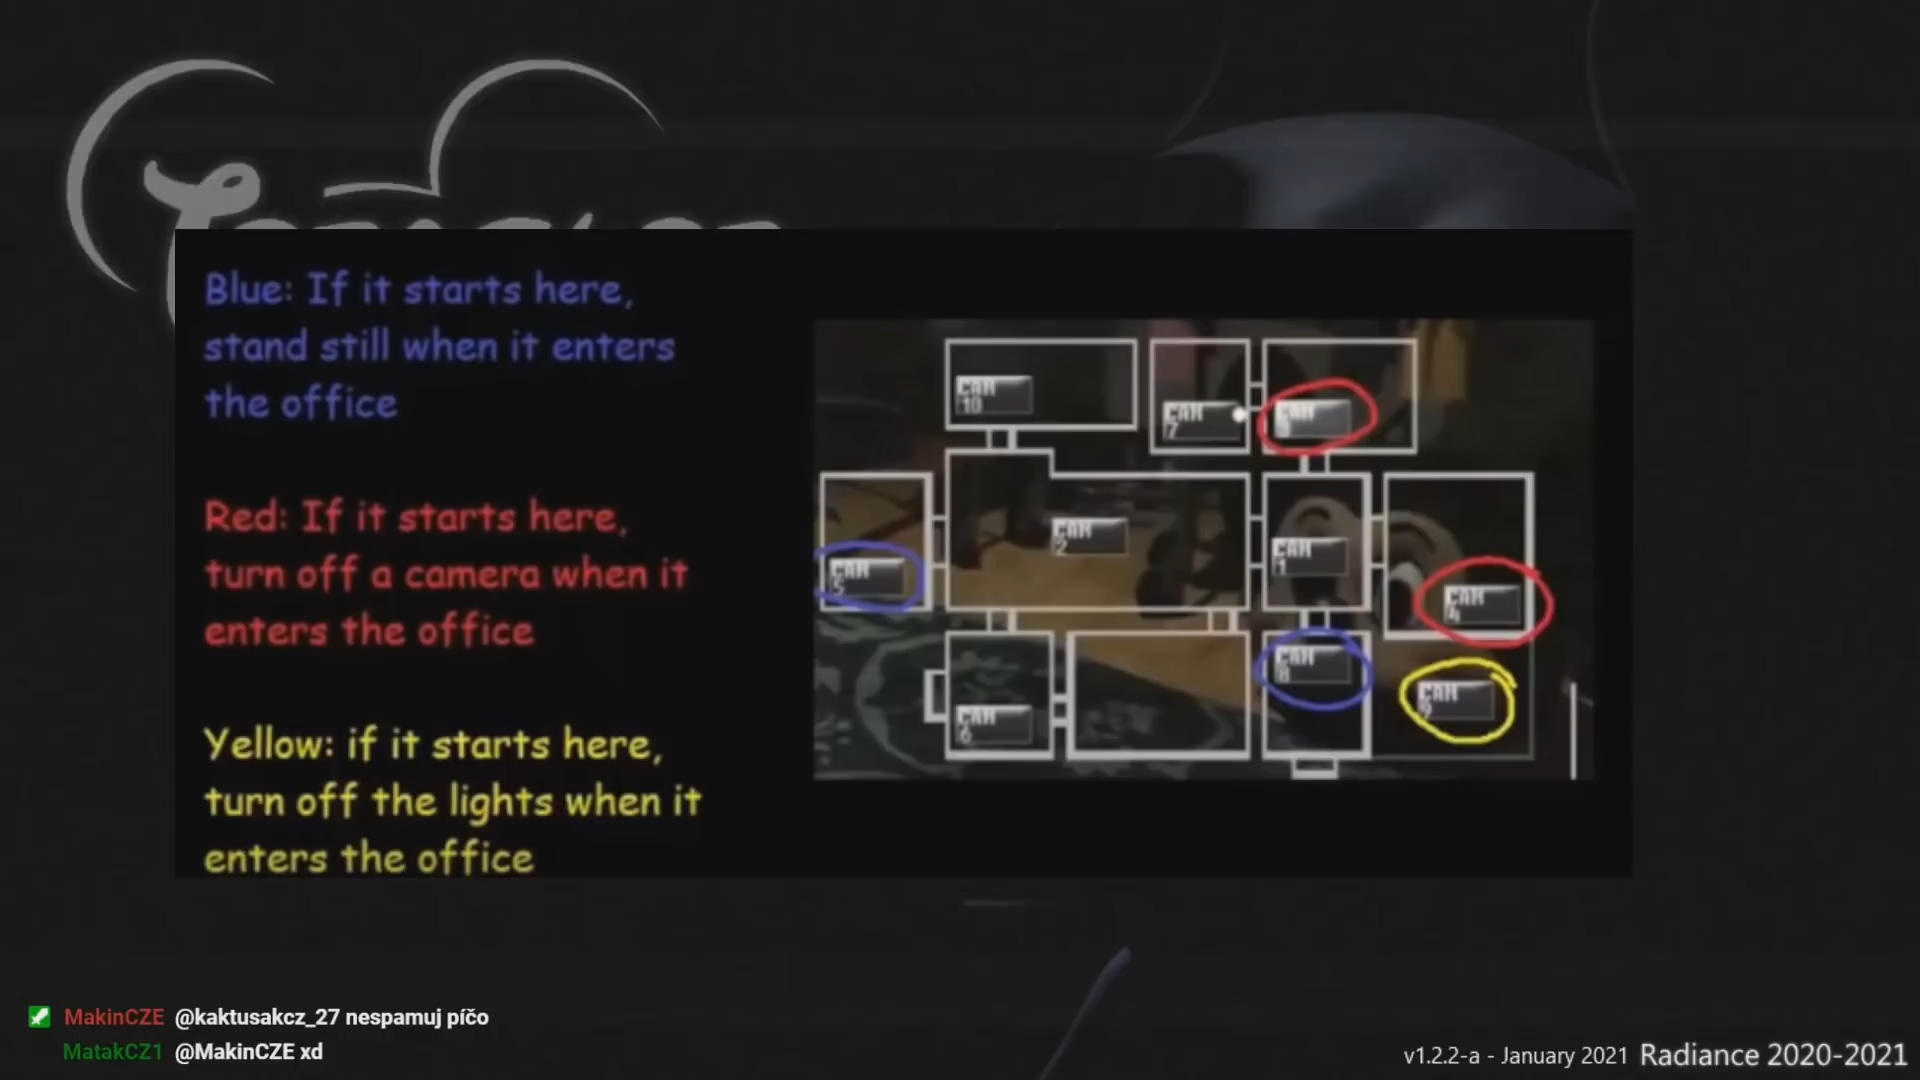 Blue: If it starts here,
stand still when it enters
the office
Red: If it starts here,
turn off a camera when it
enters the office
Yellow: if it starts here,
turn off the lights when it
enters the office
CAM
10
CAM
7
CAM
CAM
2
CAM
1
CAM
5
CAM
4
CAM
8
CAM
9
CAM
6
MakinCZE @kaktusakcz_27 nespamuj píčo
MatakCZ1 @MakinCZE xd
v1.2.2-a - January 2021 Radiance 2020-2021